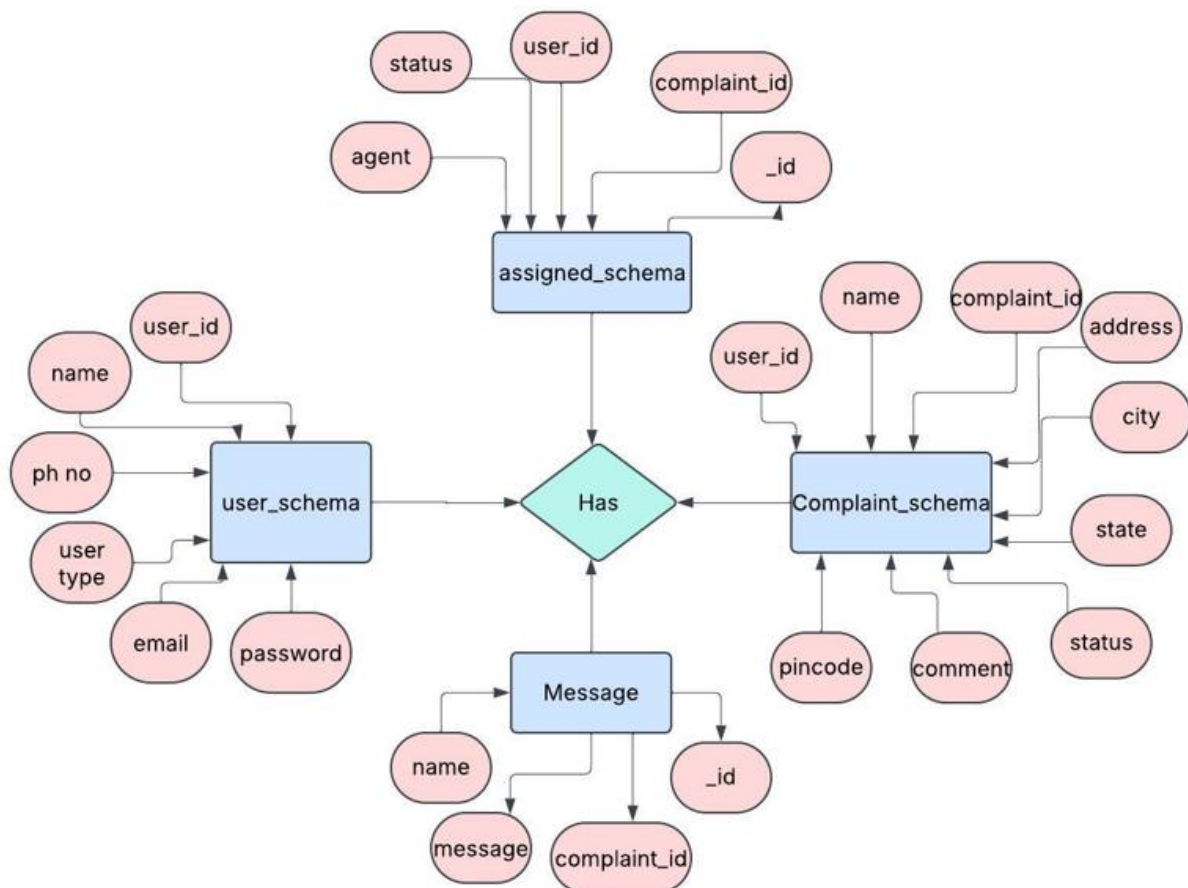 user_id
status
complaint_id
agent
_id
assigned_schema
name
complaint_id
user_id
address
user_id
name
city
ph no
user_schema
Has
Complaint_schema
state
user
type
email
password
pincode
comment
status
Message
name
_id
message
complaint_id